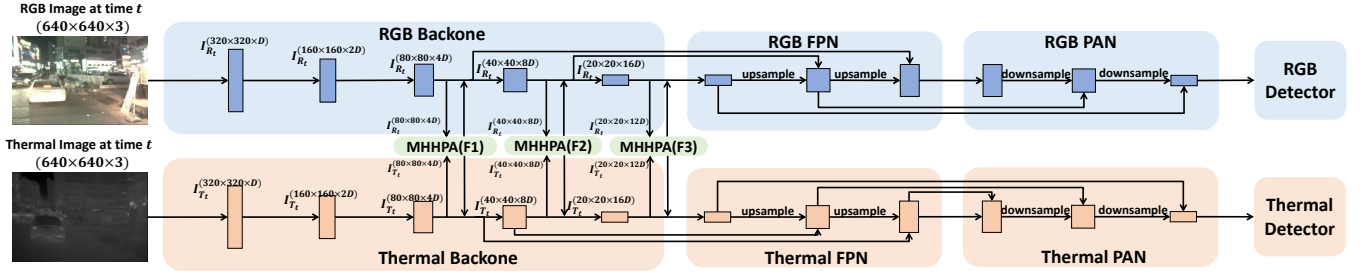 RGB Image at time t
(640×640×3)
RGB Backone
I_{R_t}^{(320×320×D)}
I_{R_t}^{(160×160×2D)}
I_{R_t}^{(80×80×4D)}
I_{R_t}^{(40×40×8D)}
I_{R_t}^{(20×20×16D)}
RGB FPN
upsample
upsample
RGB PAN
downsample
downsample
RGB
Detector
I_{R_t}^{(80×80×4D)}
I_{R_t}^{(40×40×8D)}
I_{R_t}^{(20×20×12D)}
MHHPA(F1)
MHHPA(F2)
MHHPA(F3)
I_{T_t}^{(80×80×4D)}
I_{T_t}^{(40×40×8D)}
I_{T_t}^{(20×20×12D)}
Thermal Image at time t
(640×640×3)
I_{T_t}^{(320×320×D)}
I_{T_t}^{(160×160×2D)}
I_{T_t}^{(80×80×4D)}
I_{T_t}^{(40×40×8D)}
I_{T_t}^{(20×20×16D)}
upsample
upsample
downsample
downsample
Thermal
Detector
Thermal Backone
Thermal FPN
Thermal PAN